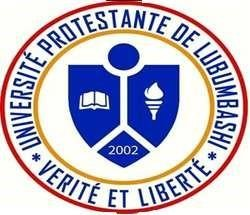 UNIVERSITÉ PROTESTANTE DE LUBUMBASHI
2002
* VERITÉ ET LIBERTÉ *